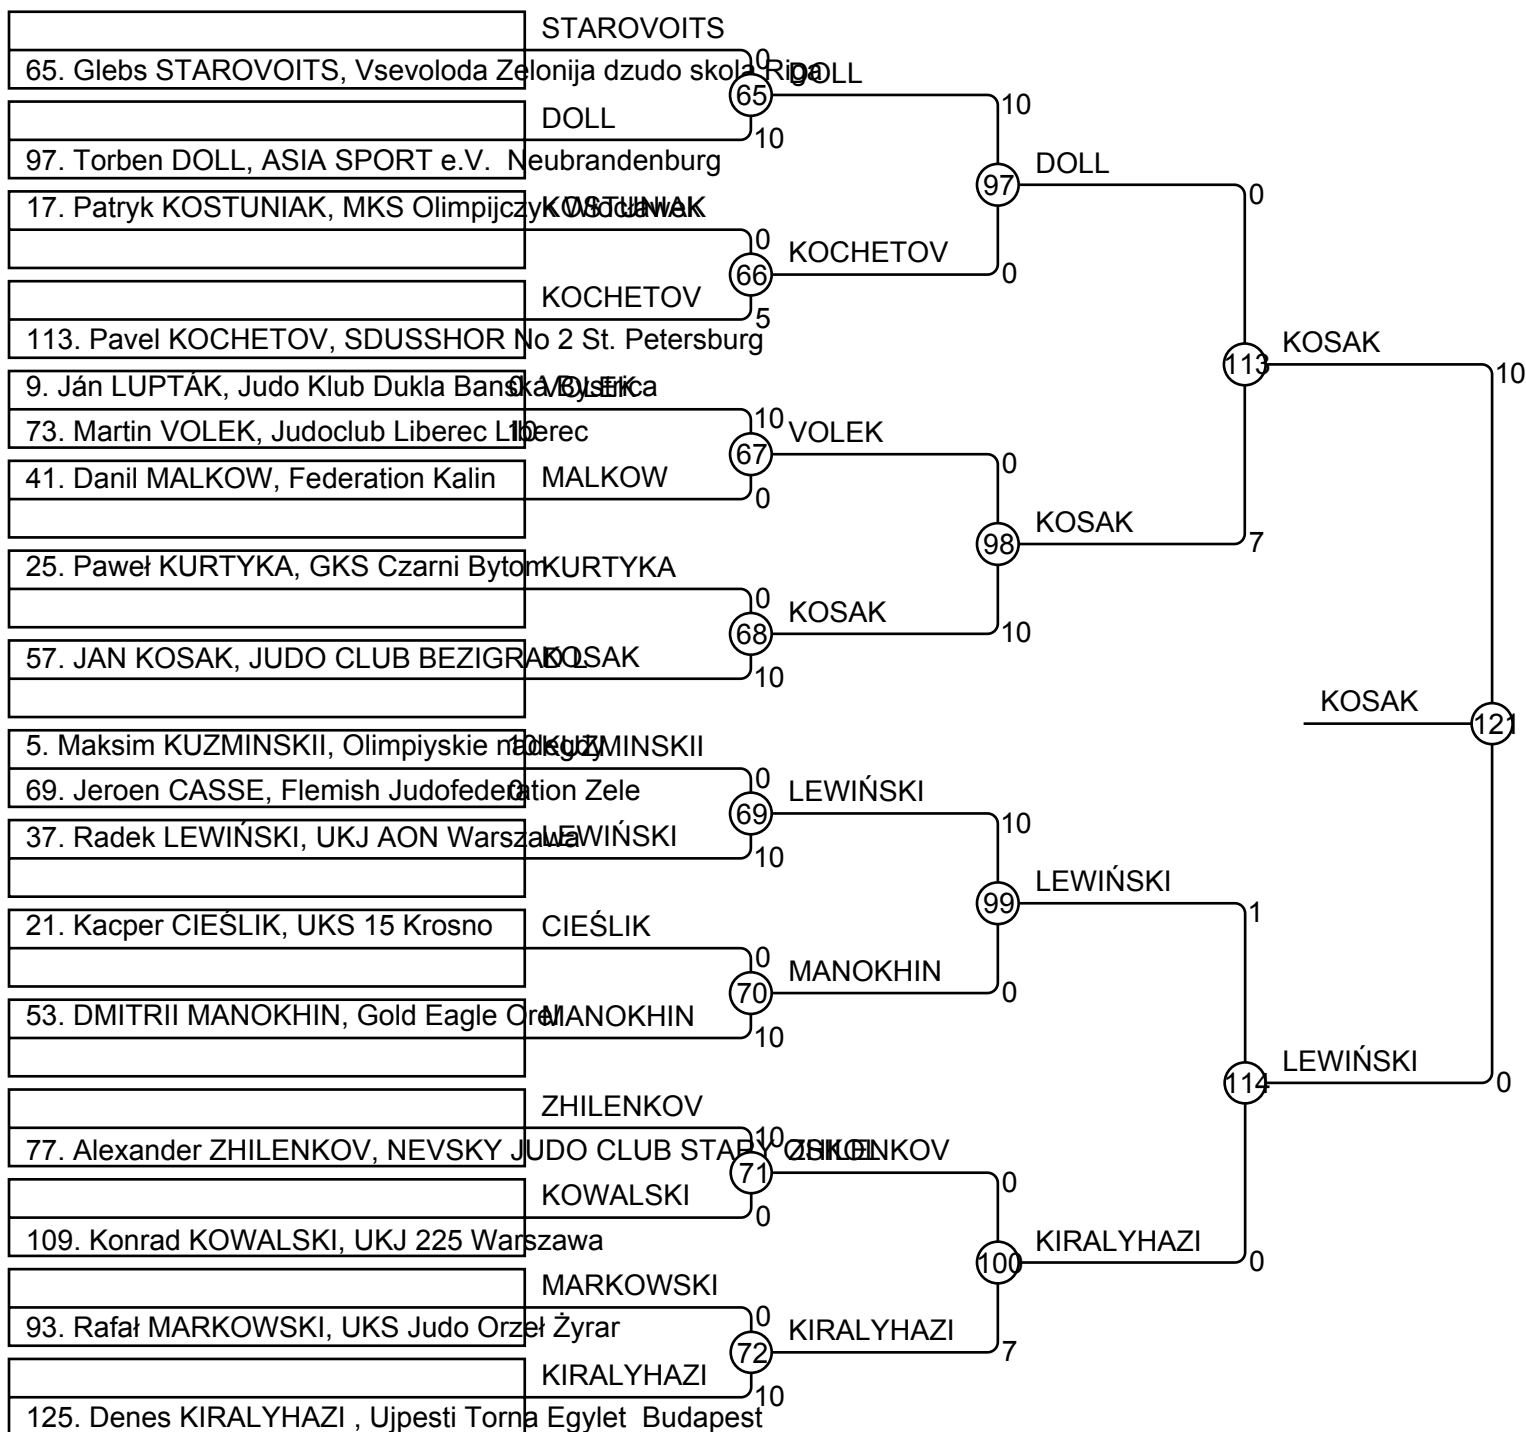 STAROVOITS
0
65. Glebs STAROVOITS, Vsevoloda Zelonija dzudo skola Riga
DOLL
65
10
DOLL
10
97. Torben DOLL, ASIA SPORT e.V.  Neubrandenburg
97
DOLL
17. Patryk KOSTUNIAK, MKS Olimpijczyk Włocławek
KOSTUNIAK
0
0
KOCHETOV
66
0
KOCHETOV
5
113. Pavel KOCHETOV, SDUSSHOR No 2 St. Petersburg
KOSAK
113
10
9. Ján LUPTÁK, Judo Klub Dukla Banská Bystrica
0
VOLEK
10
73. Martin VOLEK, Judoclub Liberec Liberec
10
VOLEK
67
0
41. Danil MALKOW, Federation Kalin
MALKOW
0
KOSAK
98
7
25. Paweł KURTYKA, GKS Czarni Bytom
KURTYKA
0
KOSAK
68
10
57. JAN KOSAK, JUDO CLUB BEZIGRAD L
KOSAK
10
KOSAK
121
5. Maksim KUZMINSKII, Olimpiyskie nadegdy
10
KUZMINSKII
0
69. Jeroen CASSE, Flemish Judofederation Zele
0
LEWIŃSKI
69
10
37. Radek LEWIŃSKI, UKJ AON Warszawa
LEWIŃSKI
10
LEWIŃSKI
99
1
21. Kacper CIEŚLIK, UKS 15 Krosno
CIEŚLIK
0
MANOKHIN
70
0
53. DMITRII MANOKHIN, Gold Eagle Orel
MANOKHIN
10
LEWIŃSKI
114
0
ZHILENKOV
10
77. Alexander ZHILENKOV, NEVSKY JUDO CLUB STARY OSKOL
ZHILENKOV
71
0
KOWALSKI
0
109. Konrad KOWALSKI, UKJ 225 Warszawa
KIRALYHAZI
100
0
MARKOWSKI
0
93. Rafał MARKOWSKI, UKS Judo Orzeł Żyrar
KIRALYHAZI
72
7
KIRALYHAZI
10
125. Denes KIRALYHAZI , Ujpesti Torna Egylet  Budapest